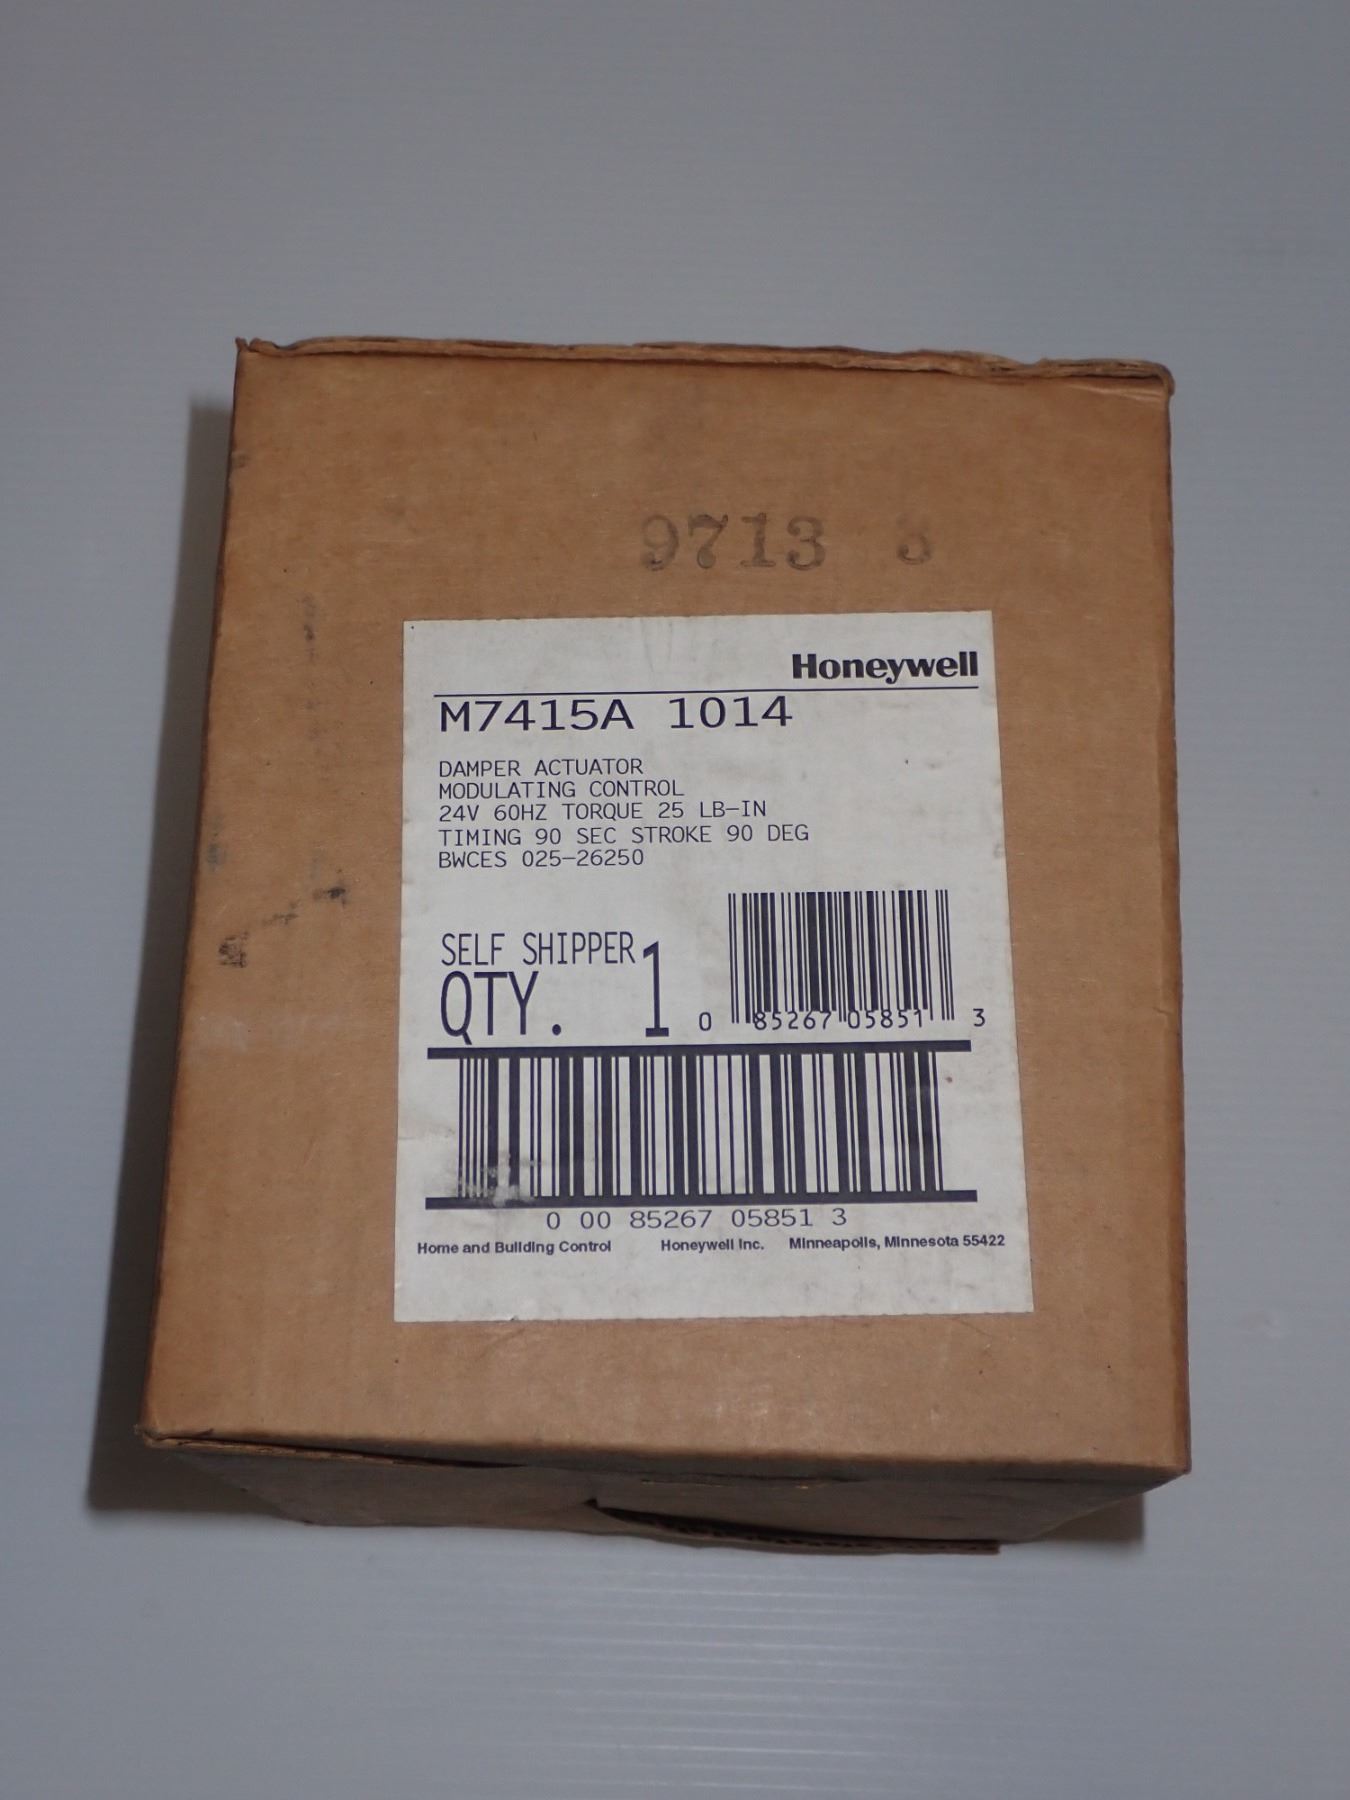 9713 3
Honeywell
M7415A 1014
DAMPER ACTUATOR
MODULATING CONTROL
24V 60HZ TORQUE 25 LB-IN
TIMING 90 SEC STROKE 90 DEG
BWCES 025-26250
SELF SHIPPER
QTY. 1
0 85267 05851 3
0 00 85267 05851 3
Home and Building Control Honeywell Inc. Minneapolis, Minnesota 55422